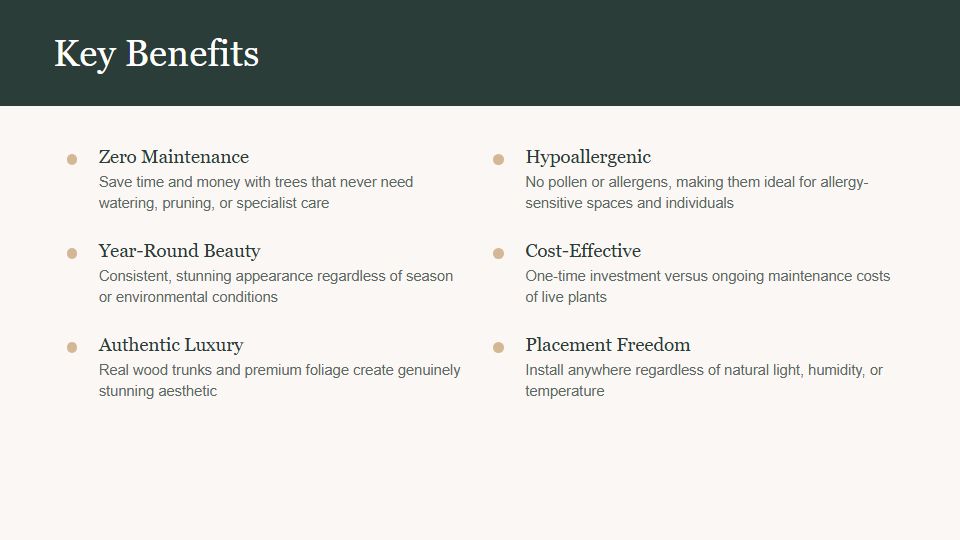 Key Benefits
Zero Maintenance
Save time and money with trees that never need
watering, pruning, or specialist care
Year-Round Beauty
Consistent, stunning appearance regardless of season
or environmental conditions
Authentic Luxury
Real wood trunks and premium foliage create genuinely
stunning aesthetic
Hypoallergenic
No pollen or allergens, making them ideal for allergy-
sensitive spaces and individuals
Cost-Effective
One-time investment versus ongoing maintenance costs
of live plants
Placement Freedom
Install anywhere regardless of natural light, humidity, or
temperature